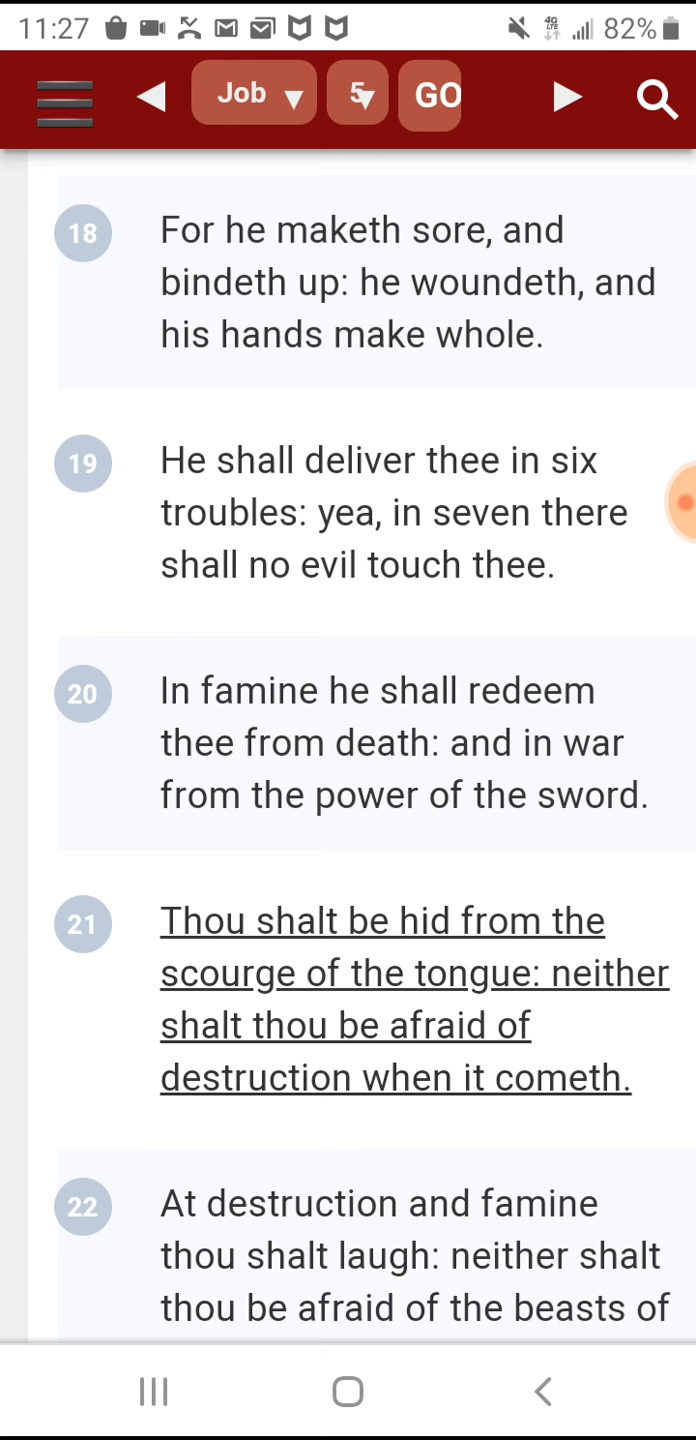 11:27 82%
Job 5 GO
18 For he maketh sore, and
bindeth up: he woundeth, and
his hands make whole.
19 He shall deliver thee in six
troubles: yea, in seven there
shall no evil touch thee.
20 In famine he shall redeem
thee from death: and in war
from the power of the sword.
21 Thou shalt be hid from the
scourge of the tongue: neither
shalt thou be afraid of
destruction when it cometh.
22 At destruction and famine
thou shalt laugh: neither shalt
thou be afraid of the beasts of